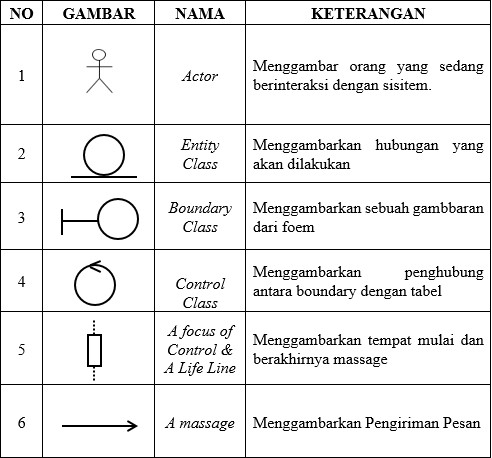 NO GAMBAR NAMA KETERANGAN
1 Actor Menggambar orang yang sedang
berinteraksi dengan sisitem.
2 Entity
Class
Menggambarkan hubungan yang
akan dilakukan
3 Boundary
Class
Menggambarkan sebuah gambbaran
dari foem
4 Control
Class
Menggambarkan penghubung
antara boundary dengan tabel
5 A focus of
Control &
A Life Line
Menggambarkan tempat mulai dan
berakhirnya massage
6 A massage Menggambarkan Pengiriman Pesan